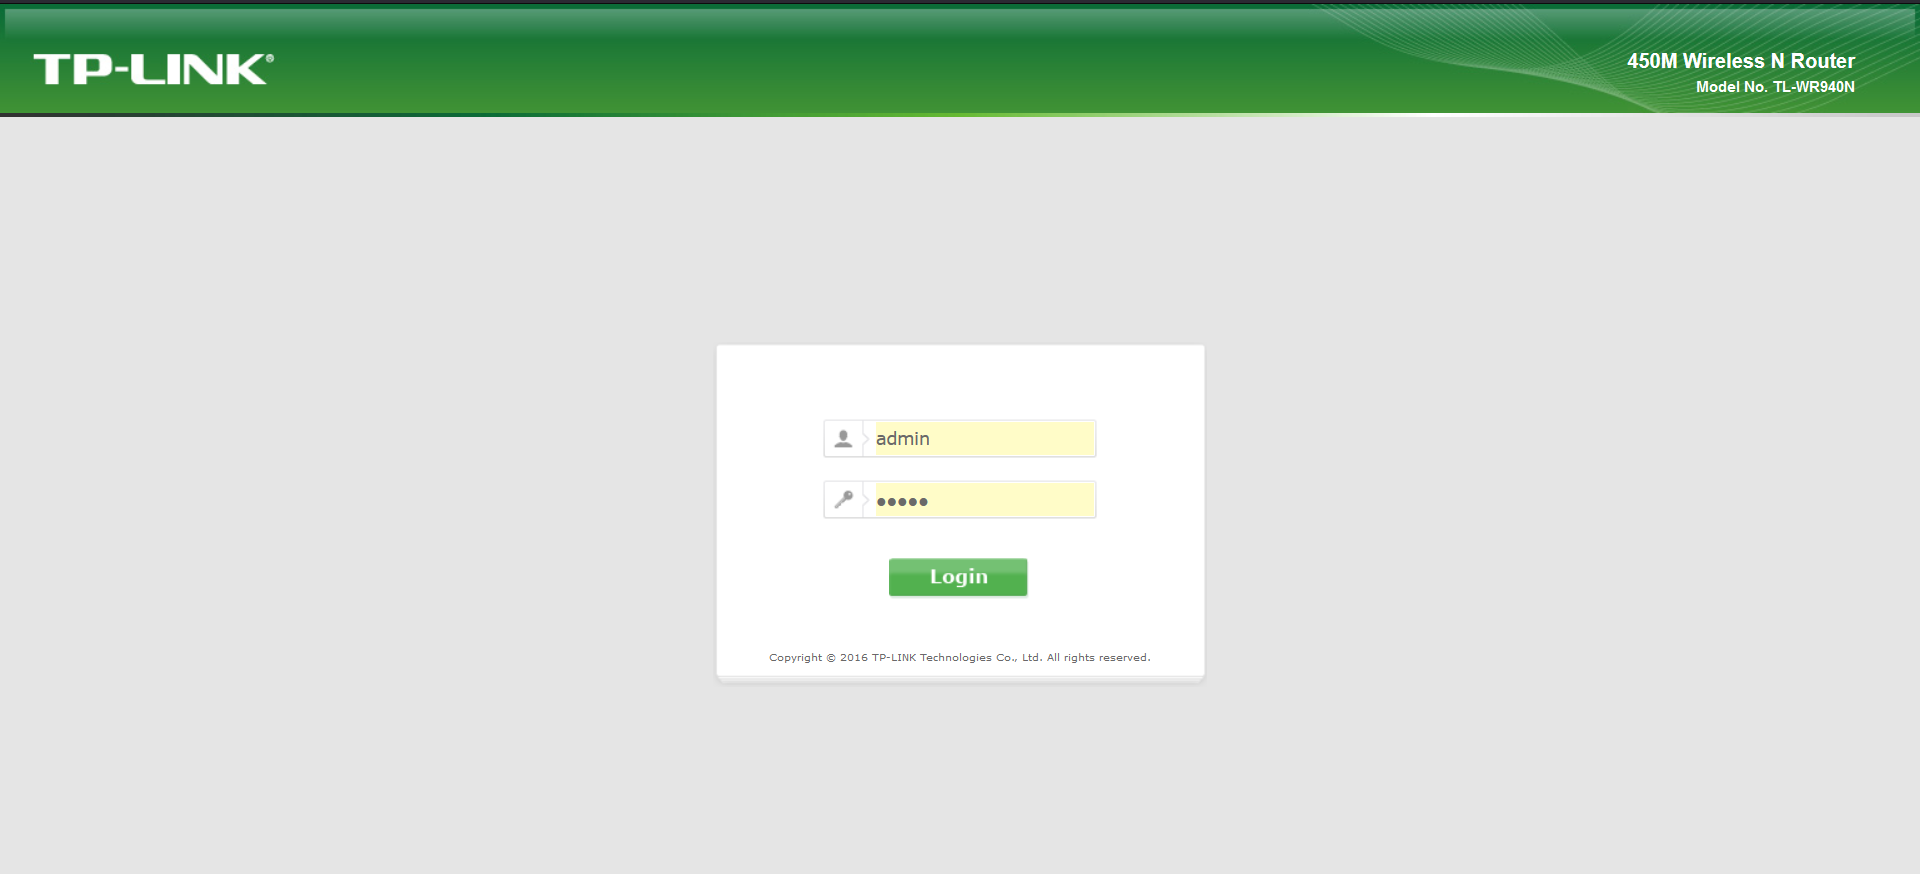 TP-LINK®
450M Wireless N Router
Model No. TL-WR940N
admin
●●●●●
Login
Copyright © 2016 TP-LINK Technologies Co., Ltd. All rights reserved.